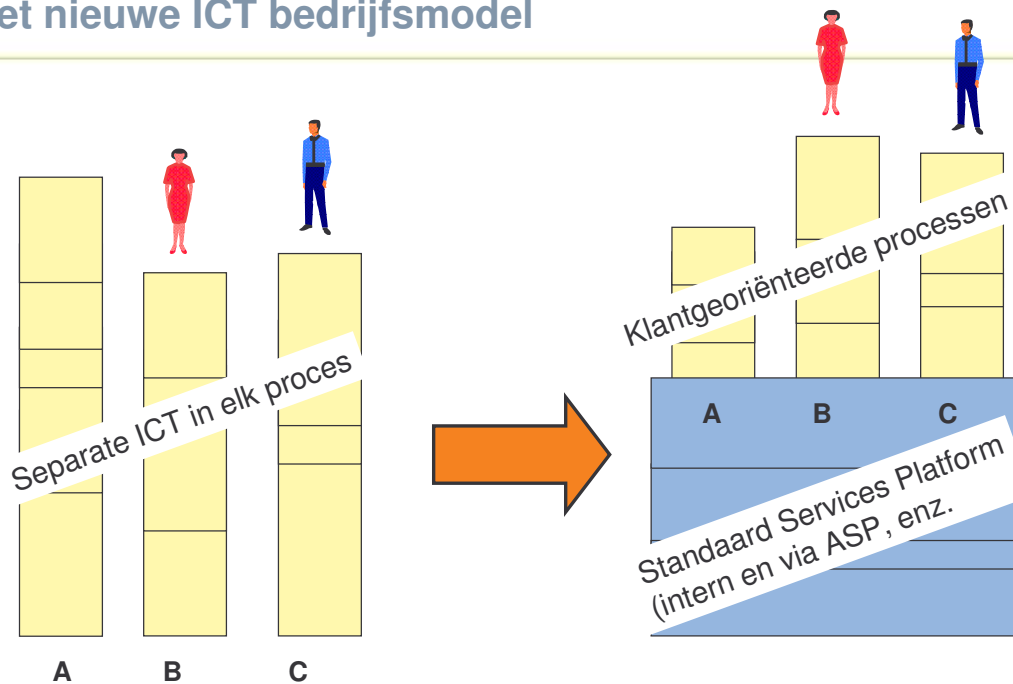 et nieuwe ICT bedrijfsmodel
Separate ICT in elk proces
A
B
C
Klantgeoriënteerde processen
A
B
C
Standaard Services Platform
(intern en via ASP, enz.